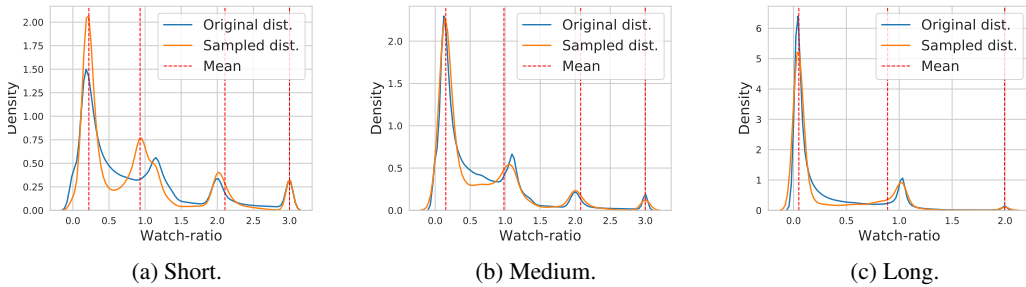 Original dist.
Sampled dist.
Mean
2.00
1.75
1.50
1.25
1.00
0.75
0.50
0.25
0.00
Density
0.0 0.5 1.0 1.5 2.0 2.5 3.0
Watch-ratio
(a) Short.
Original dist.
Sampled dist.
Mean
2.0
1.5
1.0
0.5
0.0
Density
0.0 0.5 1.0 1.5 2.0 2.5 3.0
Watch-ratio
(b) Medium.
Original dist.
Sampled dist.
Mean
6
5
4
3
2
1
0
Density
0.0 0.5 1.0 1.5 2.0
Watch-ratio
(c) Long.